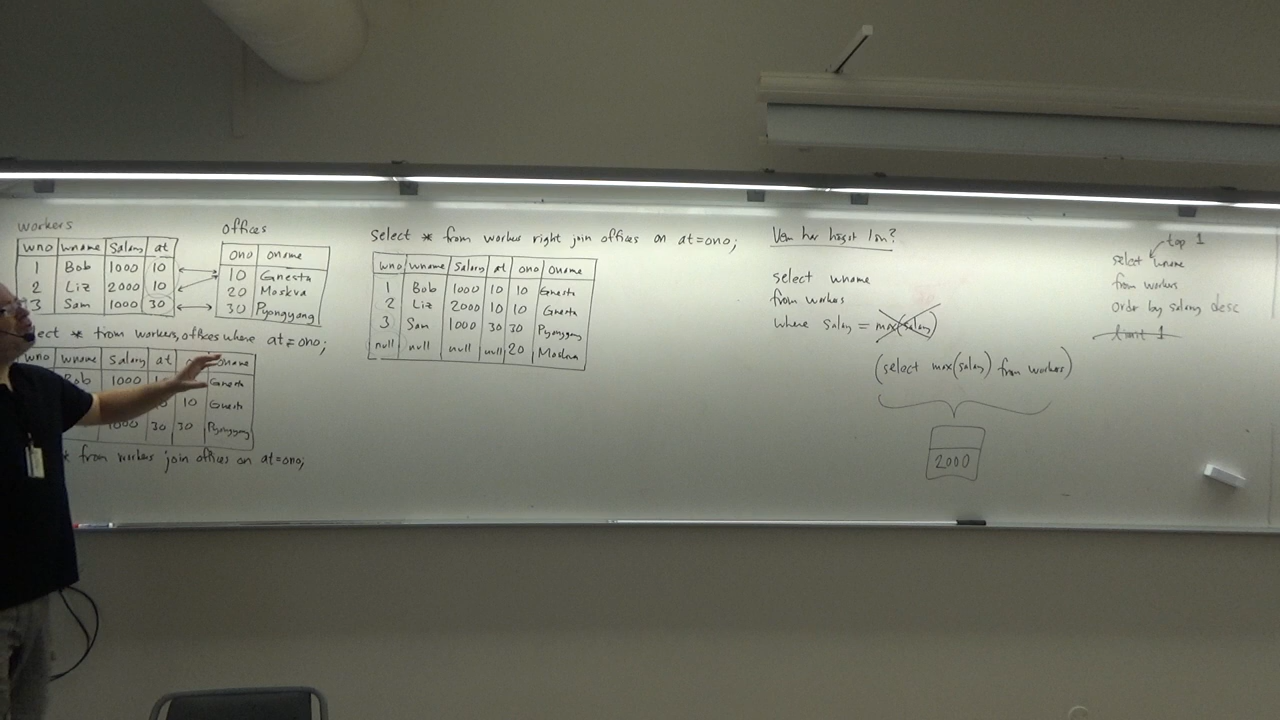 workers
wno wname Salary at
1 Bob 1000 10
2 Liz 2000 10
3 Sam 1000 30
offices
ono oname
10 Gnesta
20 Moskva
30 Pyongyang
ect * from workers, offices where at=ono;
wno wname Salary at oname
Bob 1000 Gnesta
10 Gnesta
1000 30 30 Pyongyang
* from workers join offices on at=ono;
select * from workers right join offices on at=ono;
wno wname Salary at ono oname
1 Bob 1000 10 10 Gnesta
2 Liz 2000 10 10 Gnesta
3 Sam 1000 30 30 Pyongyang
null null null null 20 Moskva
Vem har högst lön?
select wname
from workers
where salary = max(salary)
(select max(salary) from workers)
2000
top 1
select wname
from workers
order by salary desc
limit 1